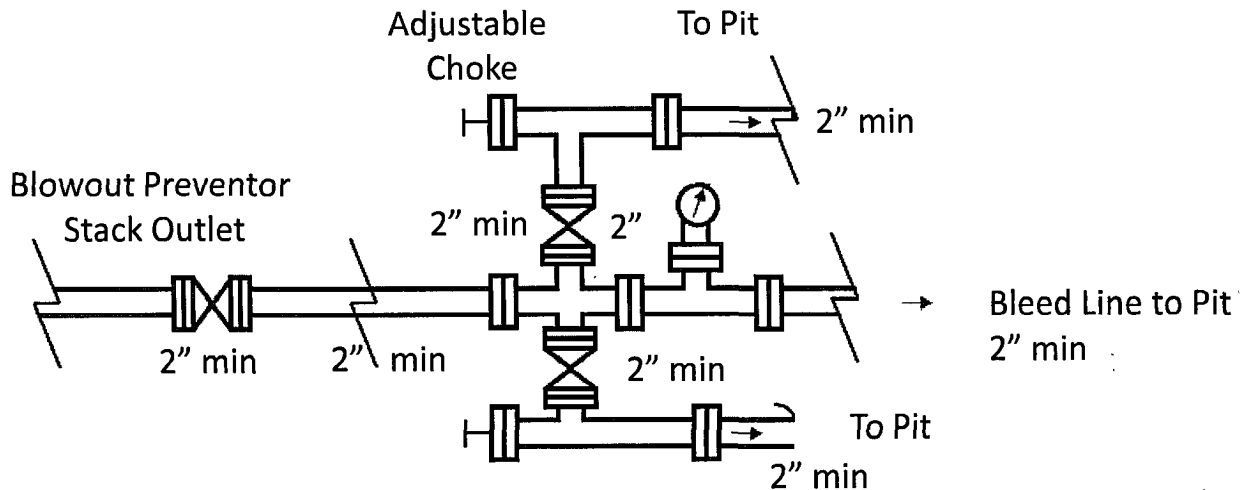 Adjustable
Choke
To Pit
2” min
Blowout Preventor
Stack Outlet
2” min
2”
2” min
2” min
2” min
Bleed Line to Pit
2” min
To Pit
2” min